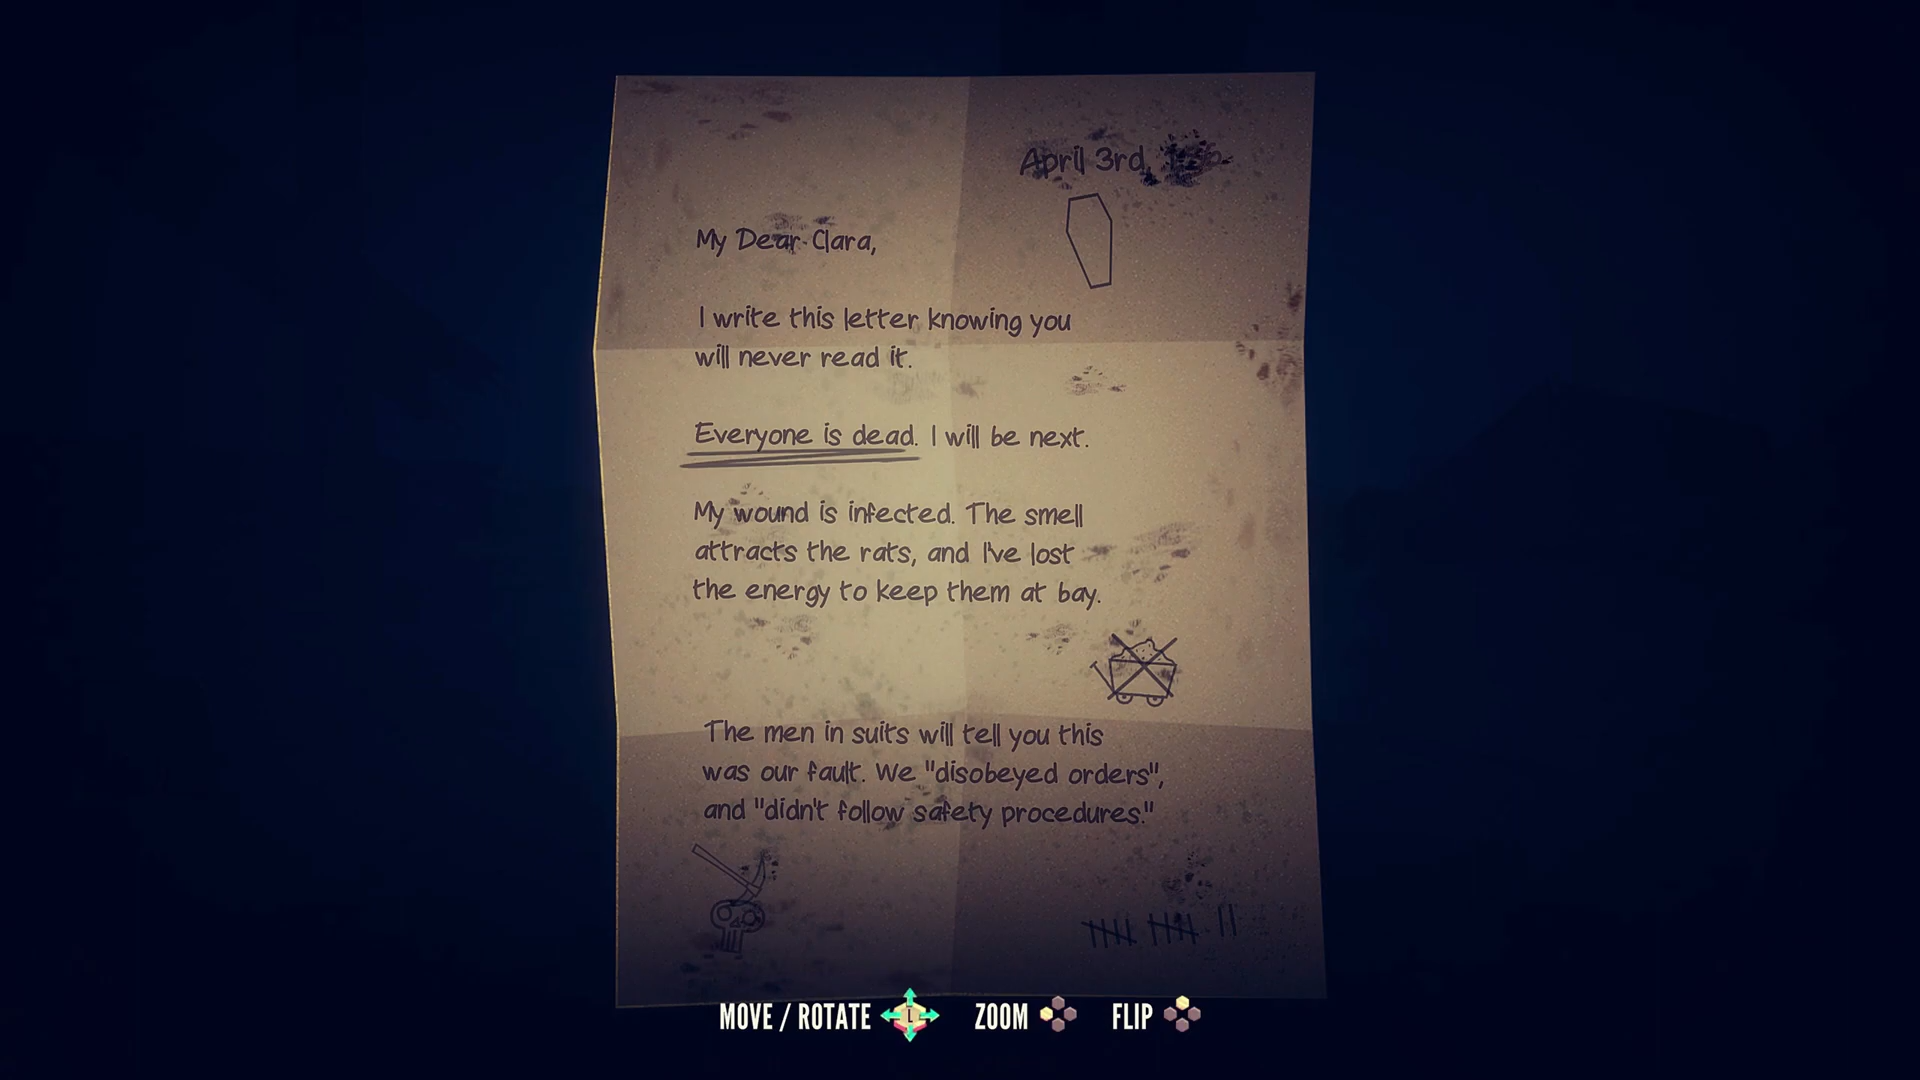 April 3rd,
My Dear Clara,
I write this letter knowing you
will never read it.
Everyone is dead. I will be next.
My wound is infected. The smell
attracts the rats, and I've lost
the energy to keep them at bay.
The men in suits will tell you this
was our fault. We "disobeyed orders",
and "didn't follow safety procedures."
MOVE / ROTATE L ZOOM FLIP